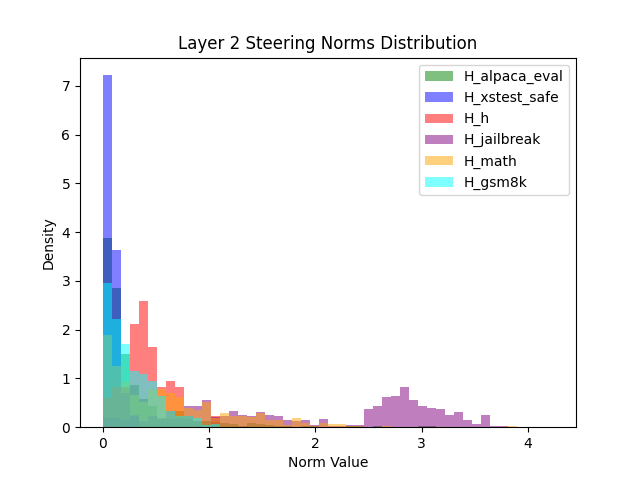 Layer 2 Steering Norms Distribution
H_alpaca_eval
H_xstest_safe
H_h
H_jailbreak
H_math
H_gsm8k
7
6
5
4
3
2
1
0
Density
0 1 2 3 4
Norm Value